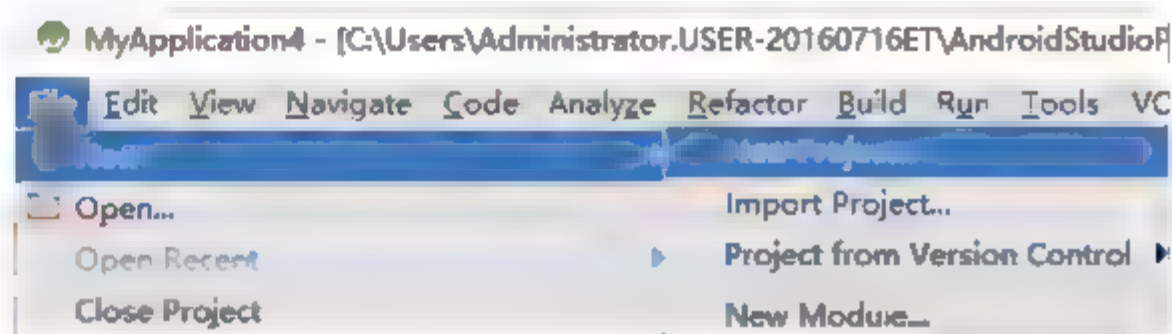 MyApplication4 - [C:\Users\Administrator.USER-20160716ET\AndroidStudioP
Edit View Navigate Code Analyze Refactor Build Run Tools VC
Open... Import Project...
Open Recent Project from Version Control
Close Project New Module...